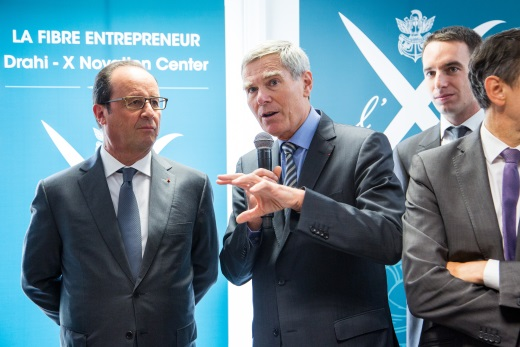 LA FIBRE ENTREPRENEUR
Drahi - X Novation Center